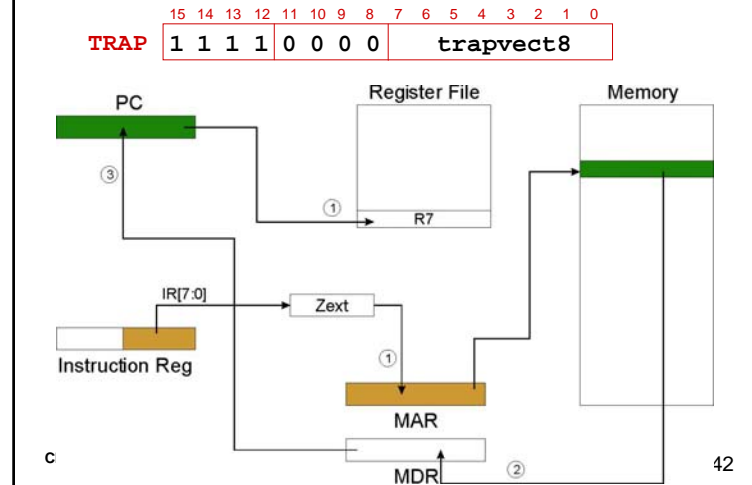 15 14 13 12 11 10 9 8 7 6 5 4 3 2 1 0
TRAP 1 1 1 1 0 0 0 0 trapvect8
PC
Register File
Memory
3
1
R7
IR[7:0]
Zext
Instruction Reg
1
MAR
MDR
2
42